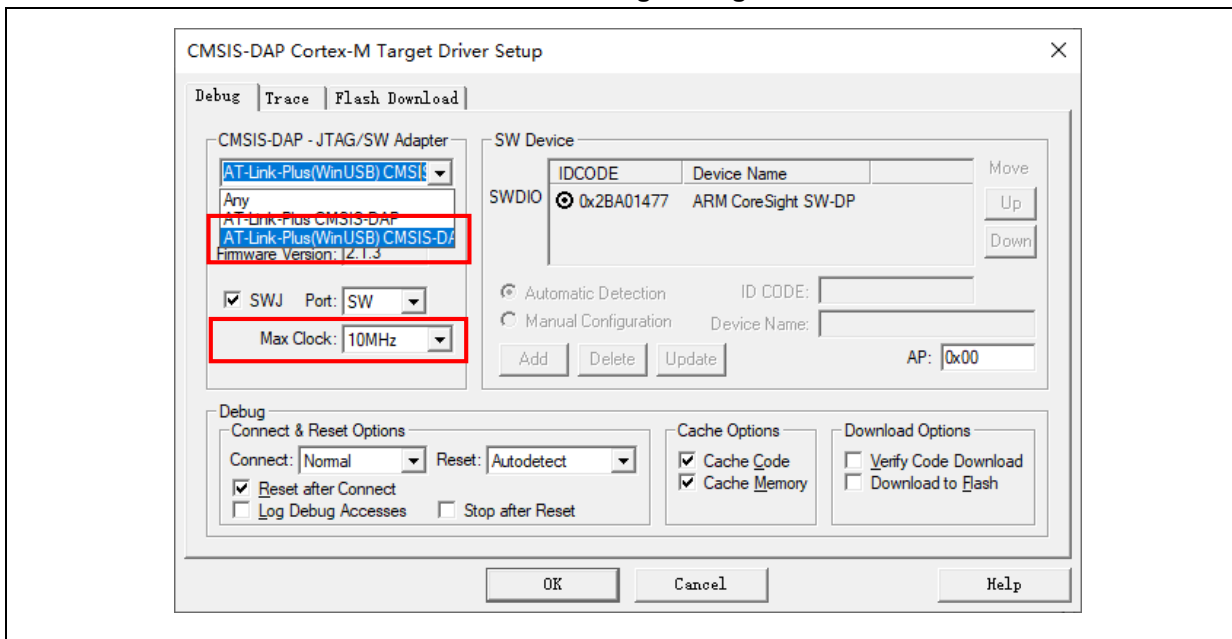 CMSIS-DAP Cortex-M Target Driver Setup
Debug Trace Flash Download
CMSIS-DAP - JTAG/SW Adapter
AT-Link-Plus(WinUSB) CMSIS
Any
AT-Link-Plus CMSIS-DAP
AT-Link-Plus(WinUSB) CMSIS-DA
Firmware Version: 2.1.3
SWJ Port: SW
Max Clock: 10MHz
SW Device
IDCODE Device Name
SWDIO 0x2BA01477 ARM CoreSight SW-DP
Move
Up
Down
Automatic Detection ID CODE:
Manual Configuration Device Name:
Add Delete Update AP: 0x00
Debug
Connect & Reset Options
Connect: Normal Reset: Autodetect
Reset after Connect
Log Debug Accesses Stop after Reset
Cache Options
Cache Code
Cache Memory
Download Options
Verify Code Download
Download to Flash
OK Cancel Help